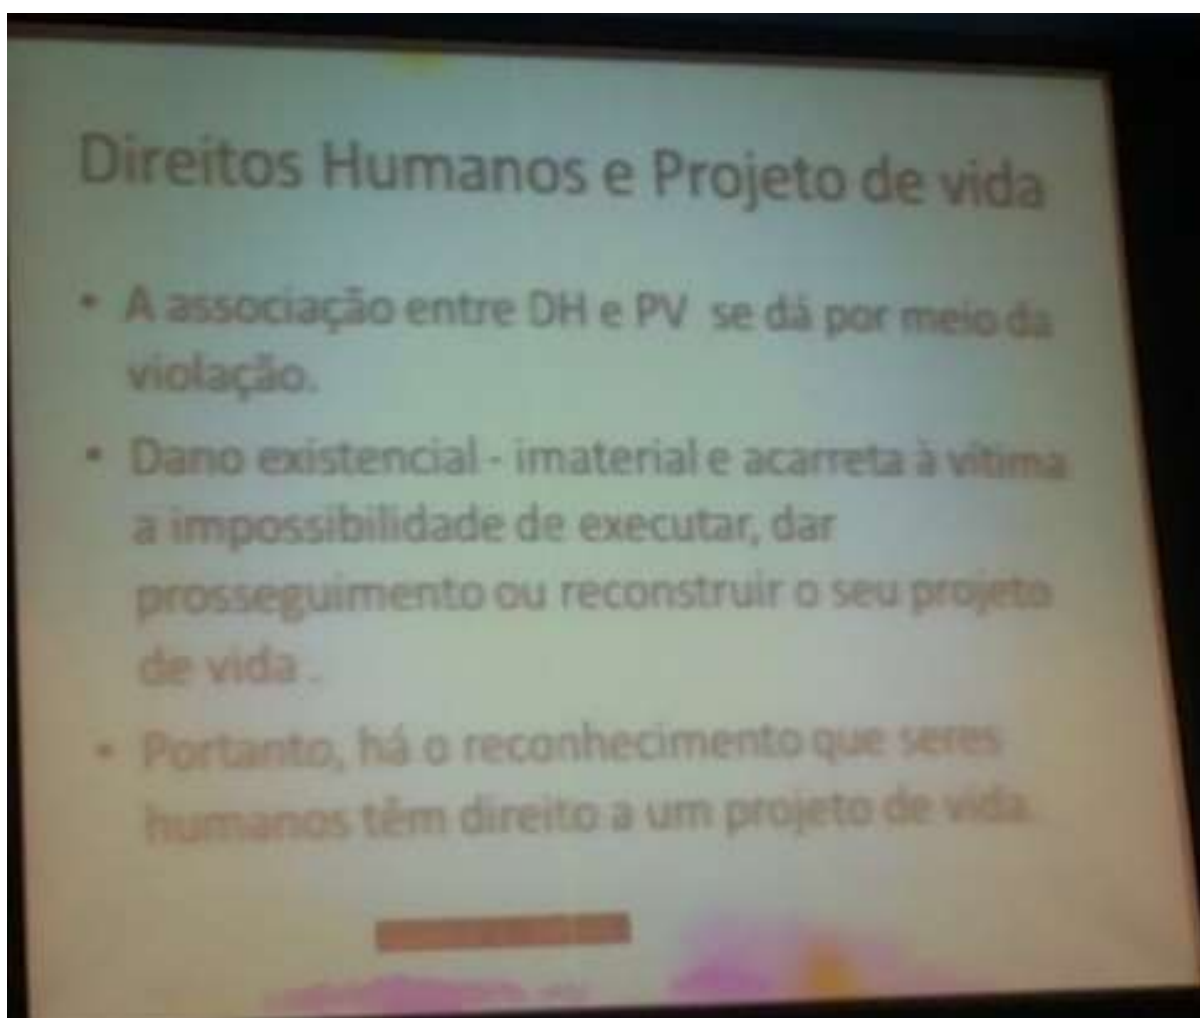 Direitos Humanos e Projeto de vida
• A associação entre DH e PV se dá por meio da
violação.
• Dano existencial - imaterial e acarreta à vítima
a impossibilidade de executar, dar
prosseguimento ou reconstruir o seu projeto
de vida .
• Portanto, há o reconhecimento que seres
humanos têm direito a um projeto de vida.